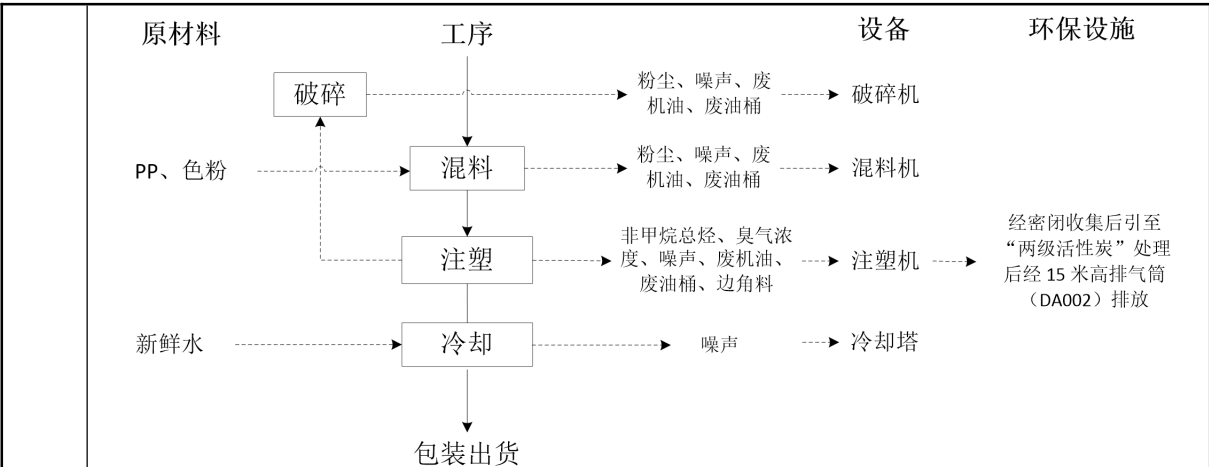 原材料
工序
设备
环保设施
破碎
粉尘、噪声、废
机油、废油桶
破碎机
PP、色粉
混料
粉尘、噪声、废
机油、废油桶
混料机
注塑
非甲烷总烃、臭气浓
度、噪声、废机油、
废油桶、边角料
注塑机
经密闭收集后引至
“两级活性炭”处理
后经 15 米高排气筒
（DA002）排放
新鲜水
冷却
噪声
冷却塔
包装出货